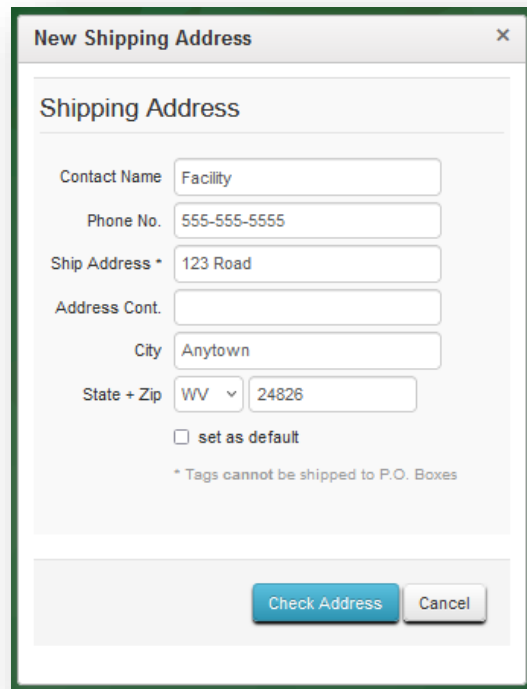 New Shipping Address ×
Shipping Address
Contact Name Facility
Phone No. 555-555-5555
Ship Address * 123 Road
Address Cont.
City Anytown
State + Zip WV 24826
set as default
* Tags cannot be shipped to P.O. Boxes
Check Address Cancel